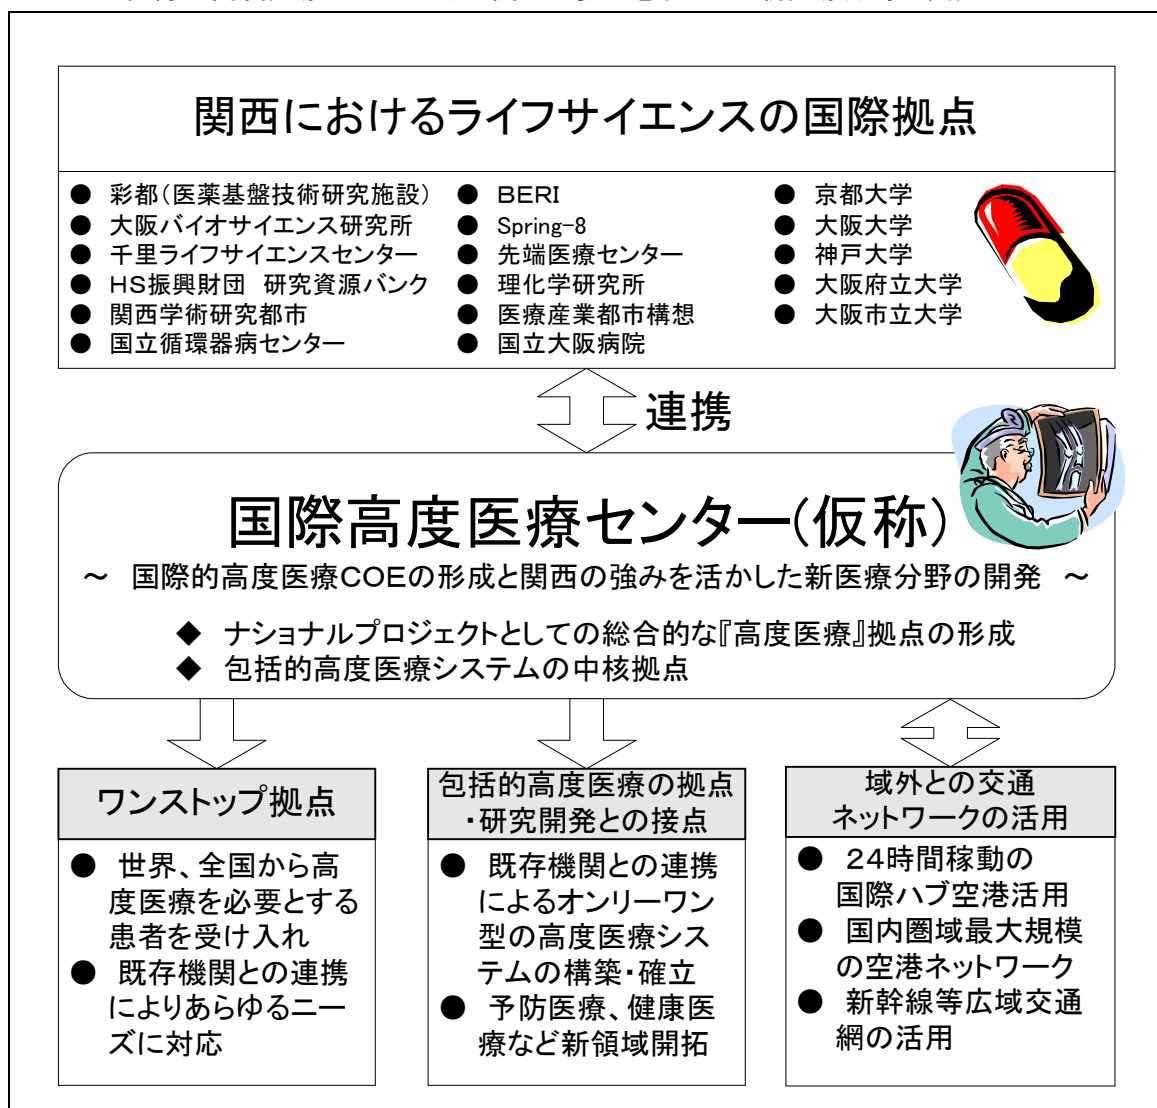 関西におけるライフサイエンスの国際拠点
● 彩都(医薬基盤技術研究施設)
● 大阪バイオサイエンス研究所
● 千里ライフサイエンスセンター
● HS振興財団 研究資源バンク
● 関西学術研究都市
● 国立循環器病センター
● BERI
● Spring-8
● 先端医療センター
● 理化学研究所
● 医療産業都市構想
● 国立大阪病院
● 京都大学
● 大阪大学
● 神戸大学
● 大阪府立大学
● 大阪市立大学
連携
国際高度医療センター(仮称)
～ 国際的高度医療COEの形成と関西の強みを活かした新医療分野の開発 ～
◆ ナショナルプロジェクトとしての総合的な『高度医療』拠点の形成
◆ 包括的高度医療システムの中核拠点
ワンストップ拠点
● 世界、全国から高
度医療を必要とする
患者を受け入れ
● 既存機関との連携
によりあらゆるニー
ズに対応
包括的高度医療の拠点
・研究開発との接点
● 既存機関との連携
によるオンリーワン
型の高度医療シス
テムの構築・確立
● 予防医療、健康医
療など新領域開拓
域外との交通
ネットワークの活用
● 24時間稼動の
国際ハブ空港活用
● 国内圏域最大規模
の空港ネットワーク
● 新幹線等広域交通
網の活用